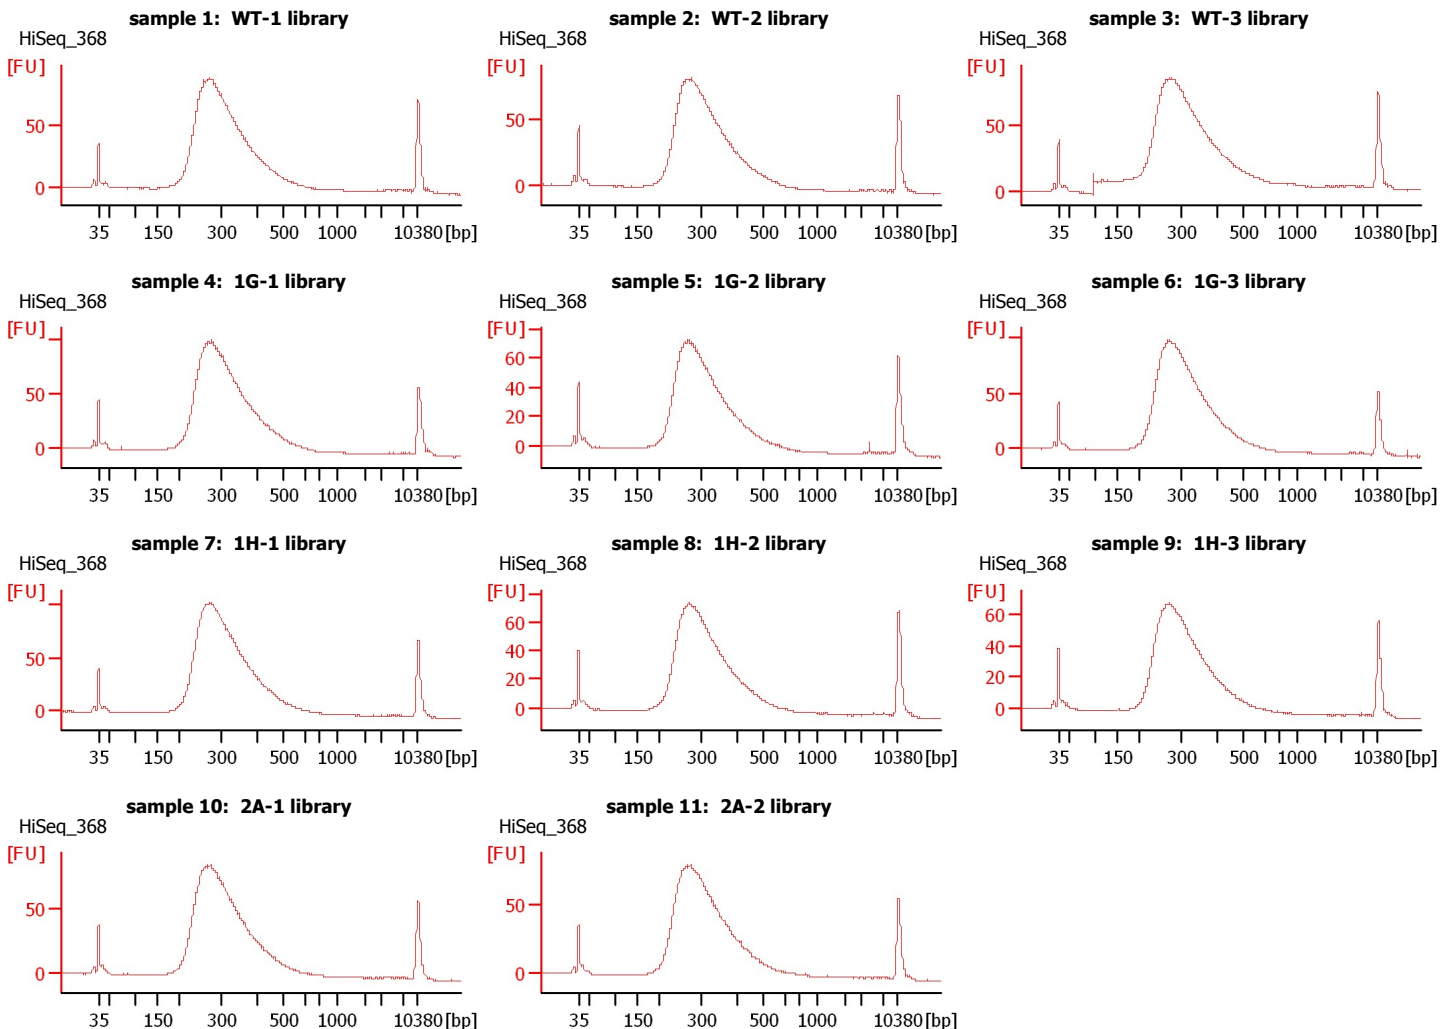 sample 1: WT-1 library
HiSeq_368
[FU]
50
0
35 150 300 500 1000 10380 [bp]
sample 2: WT-2 library
HiSeq_368
[FU]
50
0
35 150 300 500 1000 10380 [bp]
sample 3: WT-3 library
HiSeq_368
[FU]
50
0
35 150 300 500 1000 10380 [bp]
sample 4: 1G-1 library
HiSeq_368
[FU]
50
0
35 150 300 500 1000 10380 [bp]
sample 5: 1G-2 library
HiSeq_368
[FU]
60
40
20
0
35 150 300 500 1000 10380 [bp]
sample 6: 1G-3 library
HiSeq_368
[FU]
50
0
35 150 300 500 1000 10380 [bp]
sample 7: 1H-1 library
HiSeq_368
[FU]
50
0
35 150 300 500 1000 10380 [bp]
sample 8: 1H-2 library
HiSeq_368
[FU]
60
40
20
0
35 150 300 500 1000 10380 [bp]
sample 9: 1H-3 library
HiSeq_368
[FU]
60
40
20
0
35 150 300 500 1000 10380 [bp]
sample 10: 2A-1 library
HiSeq_368
[FU]
50
0
35 150 300 500 1000 10380 [bp]
sample 11: 2A-2 library
HiSeq_368
[FU]
50
0
35 150 300 500 1000 10380 [bp]